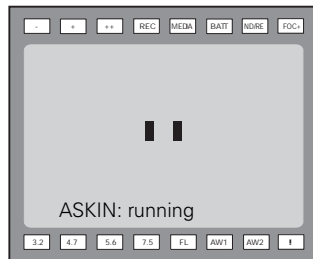 - + ++ REC MEDIA BATT ND/RE FOC+
ASKIN: running
3.2 4.7 5.6 7.5 FL AW1 AW2 !